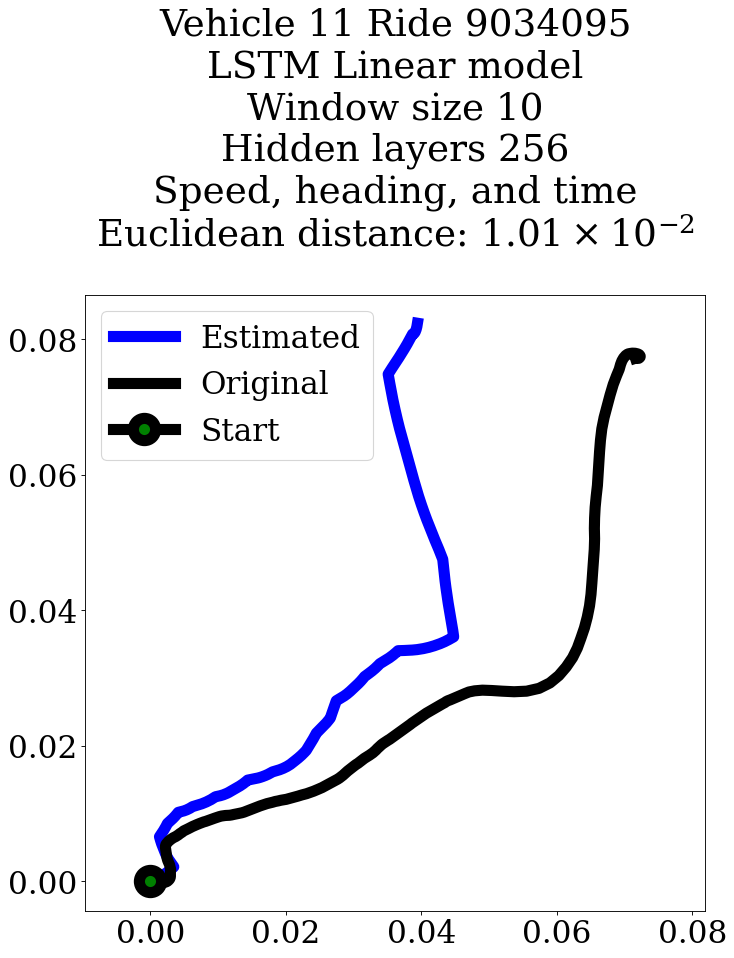 Vehicle 11 Ride 9034095
LSTM Linear model
Window size 10
Hidden layers 256
Speed, heading, and time
Euclidean distance: 1.01 × 10⁻²
Estimated
Original
Start
0.08
0.06
0.04
0.02
0.00
0.00 0.02 0.04 0.06 0.08